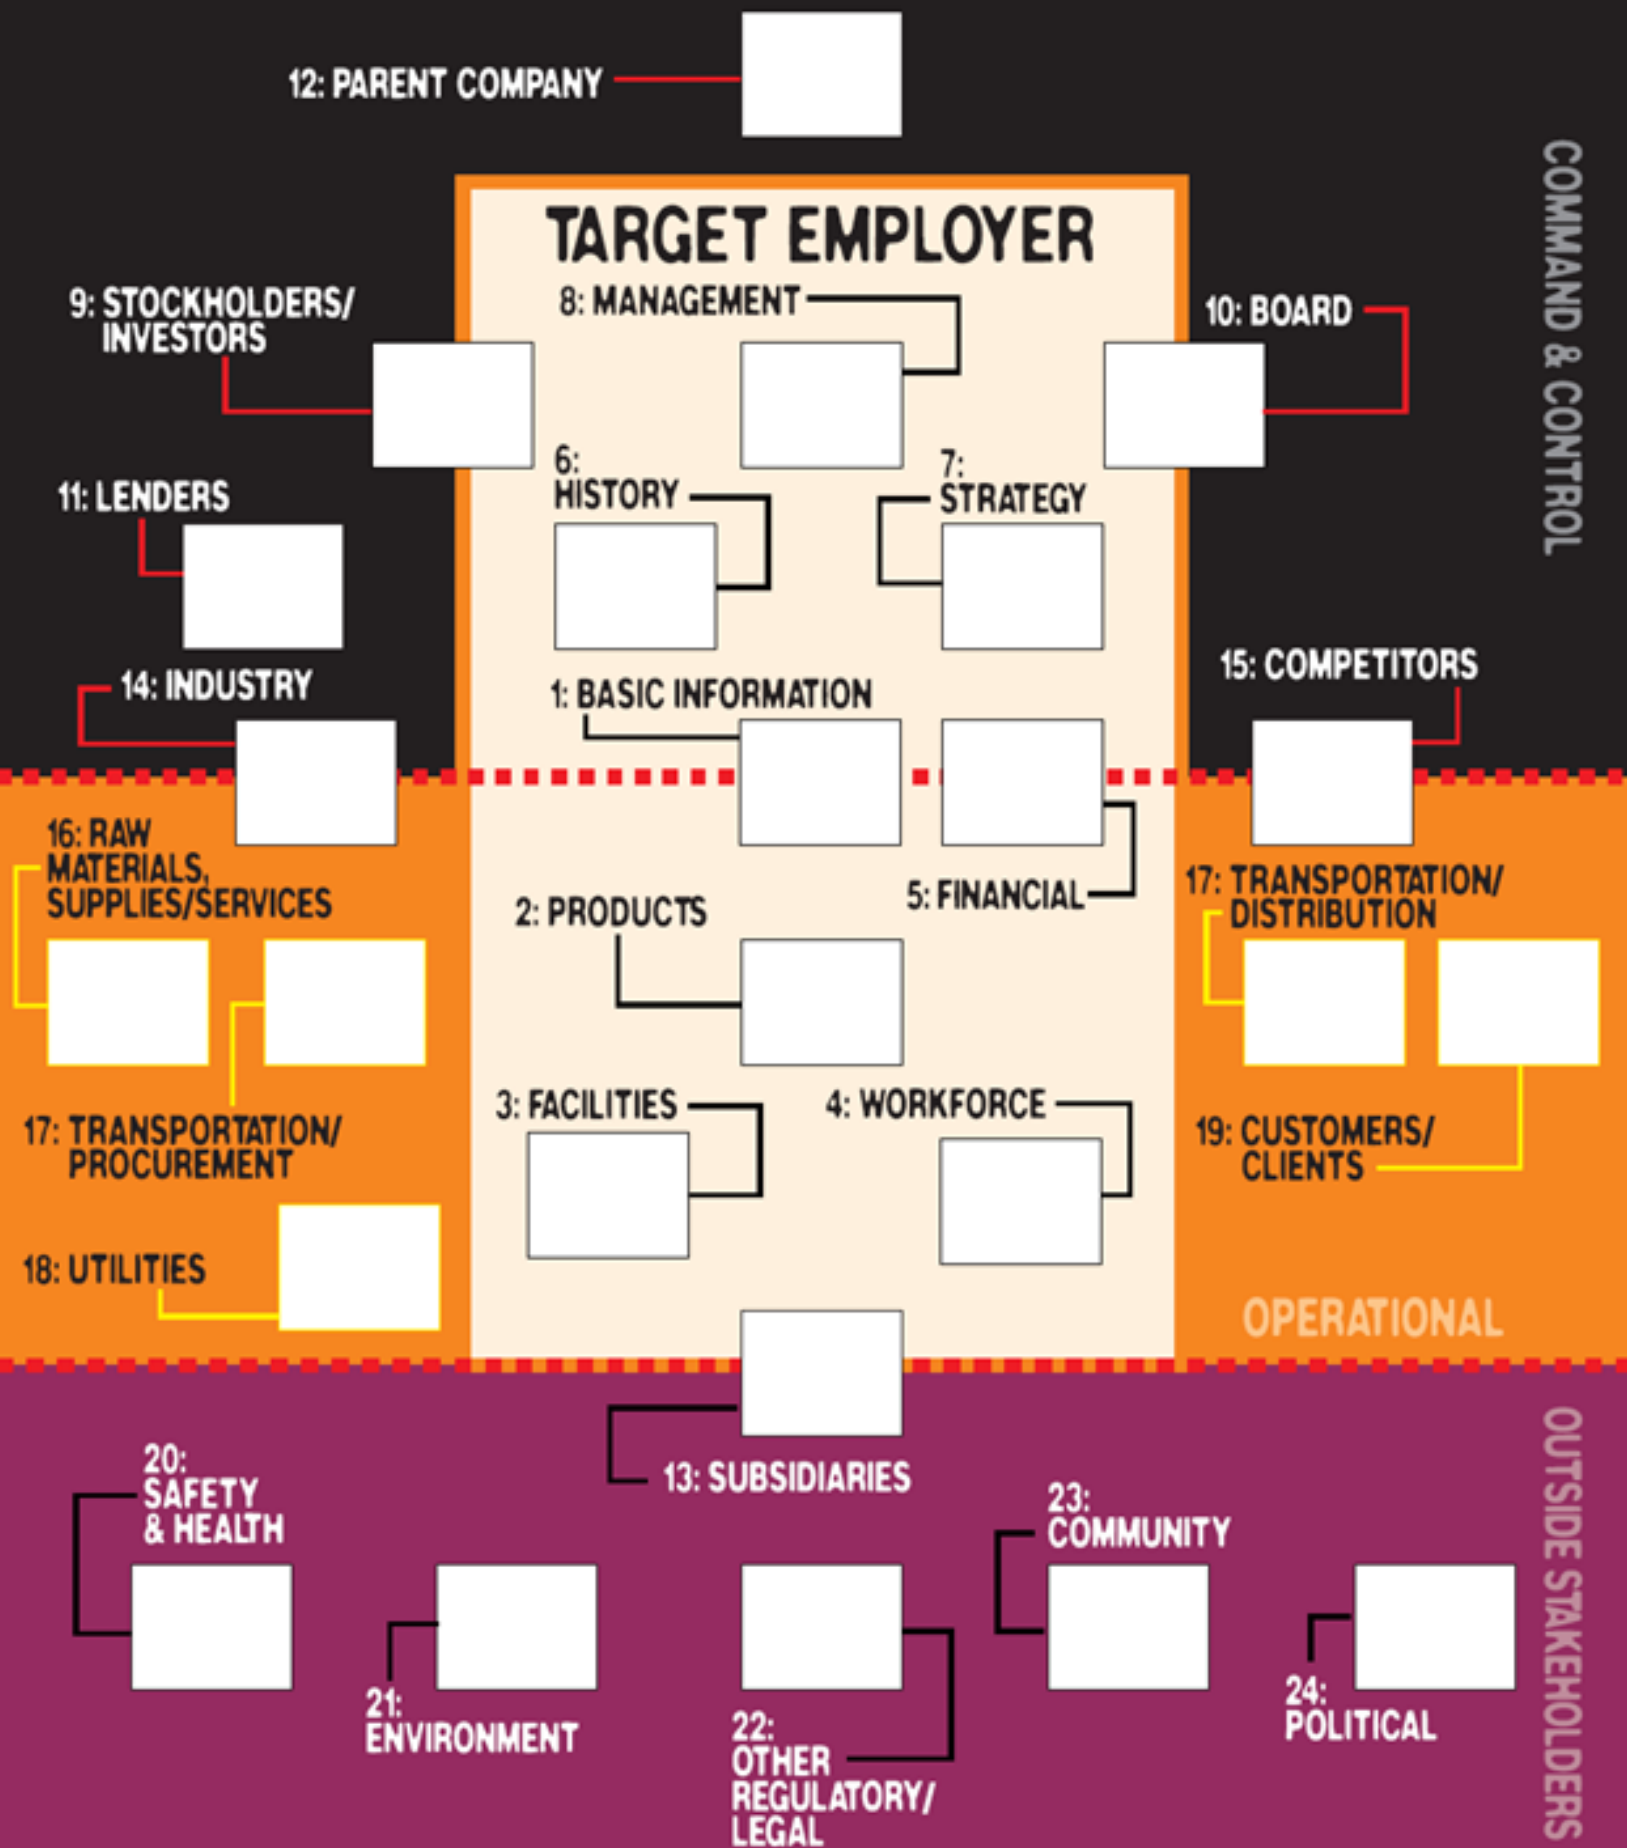 12: PARENT COMPANY
COMMAND & CONTROL
TARGET EMPLOYER
9: STOCKHOLDERS/
INVESTORS
8: MANAGEMENT
10: BOARD
11: LENDERS
6:
HISTORY
7:
STRATEGY
14: INDUSTRY
1: BASIC INFORMATION
15: COMPETITORS
16: RAW
MATERIALS,
SUPPLIES/SERVICES
5: FINANCIAL
17: TRANSPORTATION/
DISTRIBUTION
2: PRODUCTS
3: FACILITIES
4: WORKFORCE
17: TRANSPORTATION/
PROCUREMENT
19: CUSTOMERS/
CLIENTS
18: UTILITIES
OPERATIONAL
13: SUBSIDIARIES
OUTSIDE STAKEHOLDERS
20:
SAFETY
& HEALTH
23:
COMMUNITY
21:
ENVIRONMENT
22:
OTHER
REGULATORY/
LEGAL
24:
POLITICAL